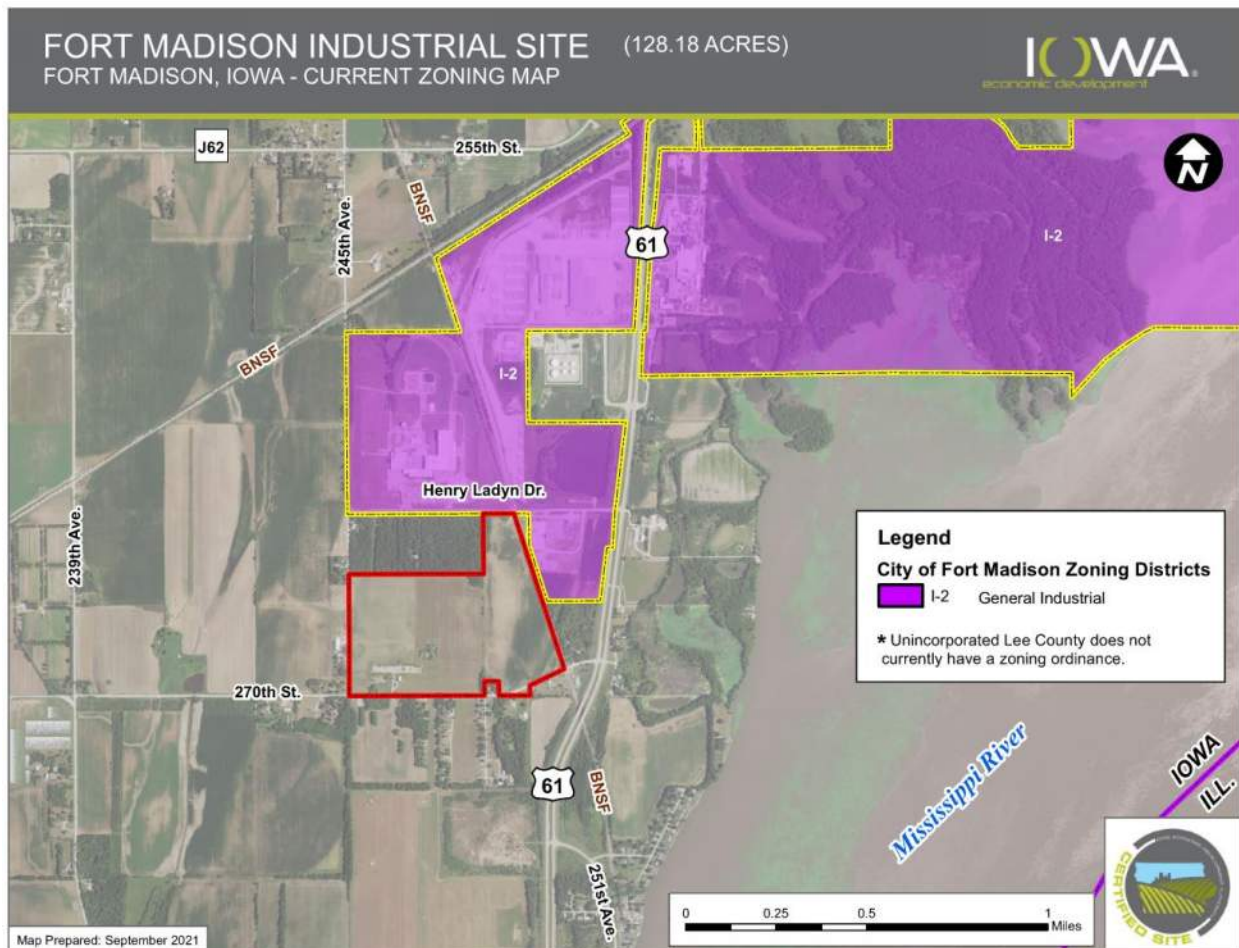 FORT MADISON INDUSTRIAL SITE (128.18 ACRES)
FORT MADISON, IOWA - CURRENT ZONING MAP
IOWA
economic development
J62
255th St.
N
BNSF
245th Ave.
61
I-2
BNSF
I-2
Henry Ladyn Dr.
239th Ave.
Legend
City of Fort Madison Zoning Districts
I-2 General Industrial
* Unincorporated Lee County does not
currently have a zoning ordinance.
270th St.
61
BNSF
251st Ave.
Mississippi River
IOWA
ILL.
0 0.25 0.5 1
Miles
CERTIFIED SITE
Map Prepared: September 2021